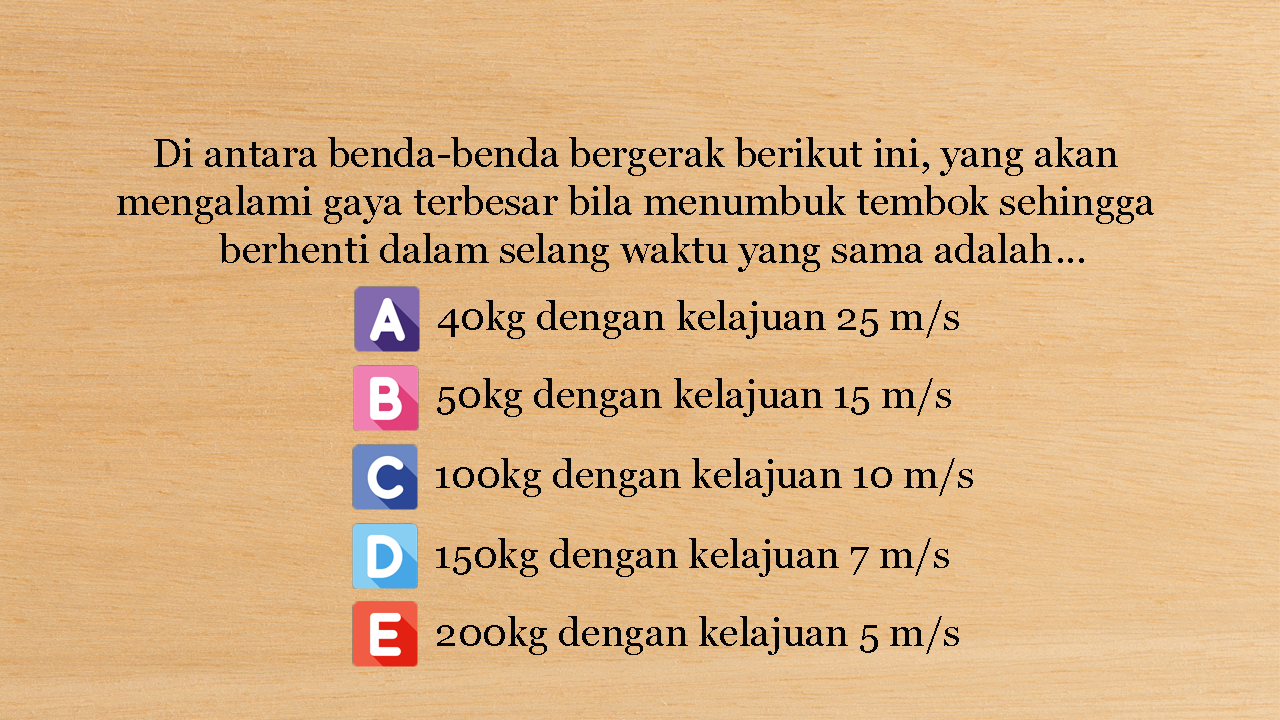 Di antara benda-benda bergerak berikut ini, yang akan
mengalami gaya terbesar bila menumbuk tembok sehingga
berhenti dalam selang waktu yang sama adalah...
A 40kg dengan kelajuan 25 m/s
B 50kg dengan kelajuan 15 m/s
C 100kg dengan kelajuan 10 m/s
D 150kg dengan kelajuan 7 m/s
E 200kg dengan kelajuan 5 m/s